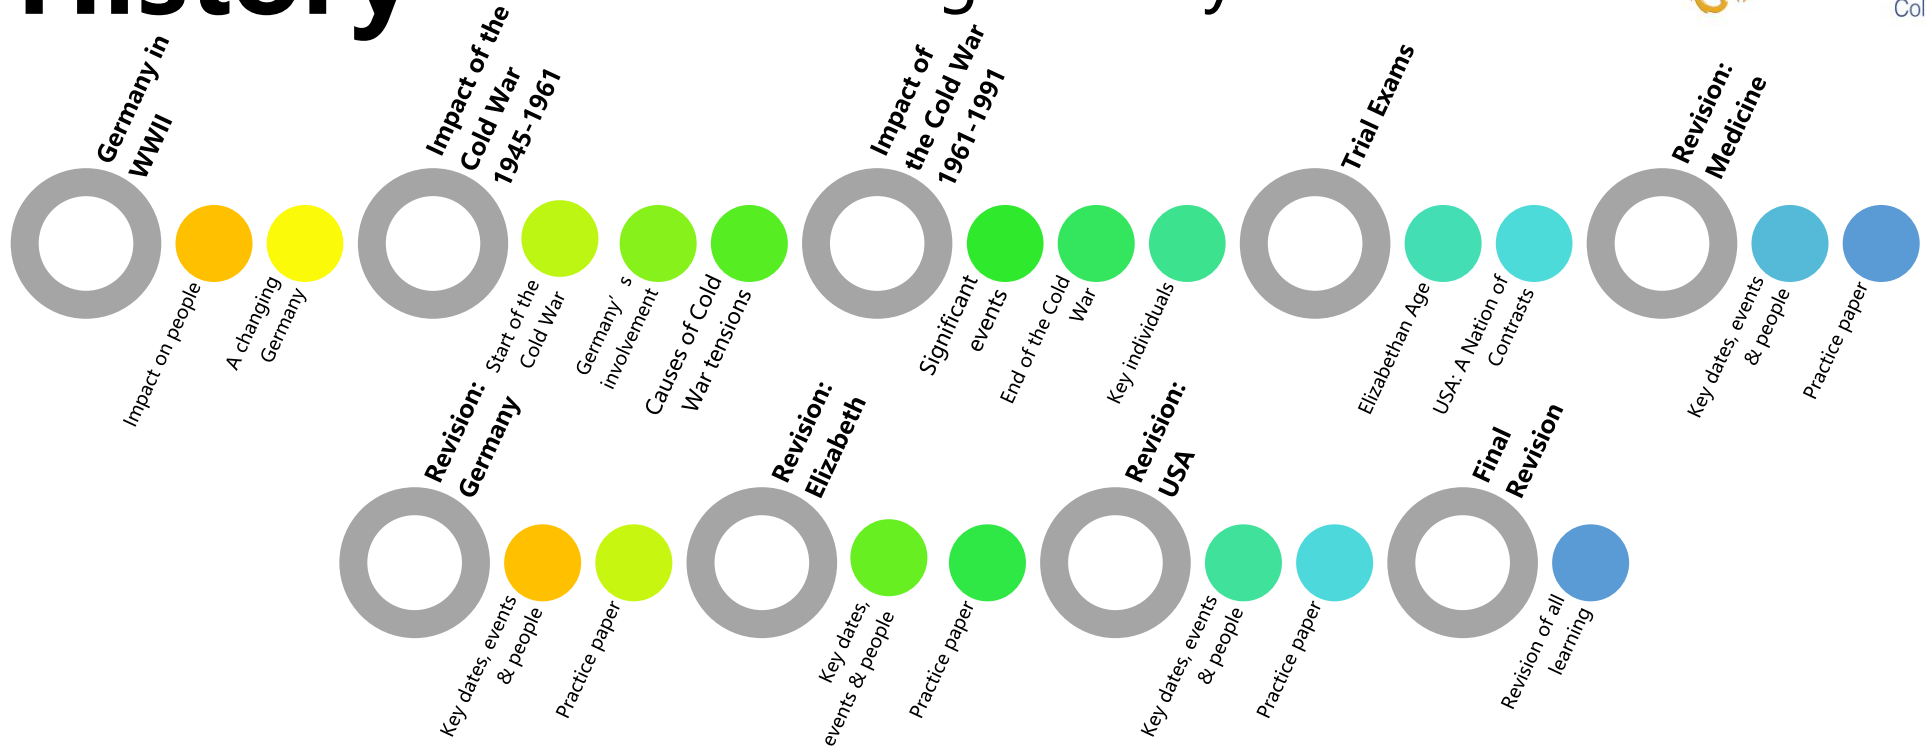 History
Germany in
WWII
Impact on people
A changing
Germany
Impact of the
Cold War
1945-1961
Start of the
Cold War
Germany’s
involvement
Causes of Cold
War tensions
Impact of
the Cold War
1961-1991
Significant
events
End of the Cold
War
Key individuals
Trial Exams
Elizabethan Age
USA: A Nation of
Contrasts
Revision:
Medicine
Key dates, events
& people
Practice paper
Revision:
Germany
Key dates, events
& people
Practice paper
Revision:
Elizabeth
Key dates,
events & people
Practice paper
Revision:
USA
Key dates, events
& people
Practice paper
Final
Revision
Revision of all
learning